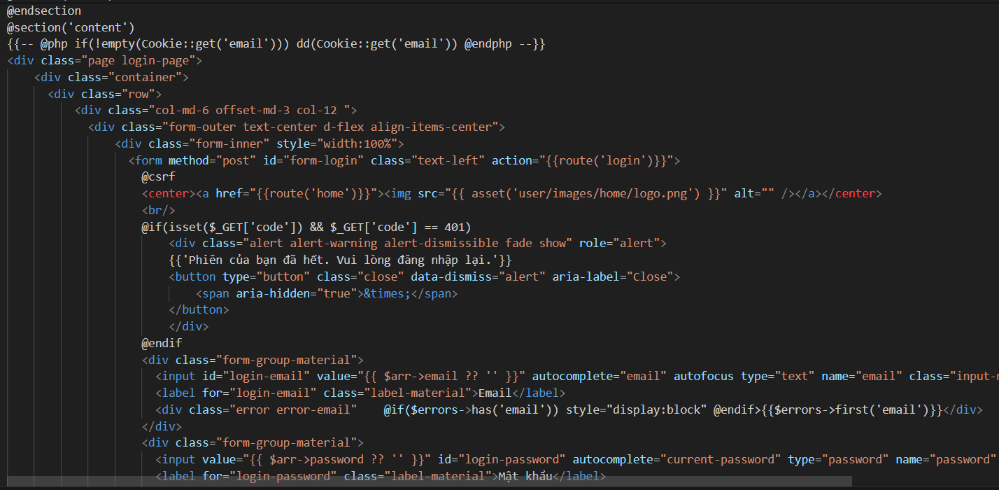 @endsection
@section('content')
{{-- @php if(!empty(Cookie::get('email'))) dd(Cookie::get('email')) @endphp --}}
<div class="page login-page">
<div class="container">
<div class="row">
<div class="col-md-6 offset-md-3 col-12 ">
<div class="form-outer text-center d-flex align-items-center">
<div class="form-inner" style="width:100%">
<form method="post" id="form-login" class="text-left" action="{{route('login')}}">
@csrf
<center><a href="{{route('home')}}"><img src="{{ asset('user/images/home/logo.png') }}" alt="" /></a></center>
<br/>
@if(isset($_GET['code']) && $_GET['code'] == 401)
<div class="alert alert-warning alert-dismissible fade show" role="alert">
{{'Phiên của bạn đã hết. Vui lòng đăng nhập lại.'}}
<button type="button" class="close" data-dismiss="alert" aria-label="Close">
<span aria-hidden="true">&times;</span>
</button>
</div>
@endif
<div class="form-group-material">
<input id="login-email" value="{{ $arr->email ?? '' }}" autocomplete="email" autofocus type="text" name="email" class="input-
<label for="login-email" class="label-material">Email</label>
<div class="error error-email" @if($errors->has('email')) style="display:block" @endif>{{$errors->first('email')}}</div>
</div>
<div class="form-group-material">
<input value="{{ $arr->password ?? '' }}" id="login-password" autocomplete="current-password" type="password" name="password"
<label for="login-password" class="label-material">Mật khẩu</label>